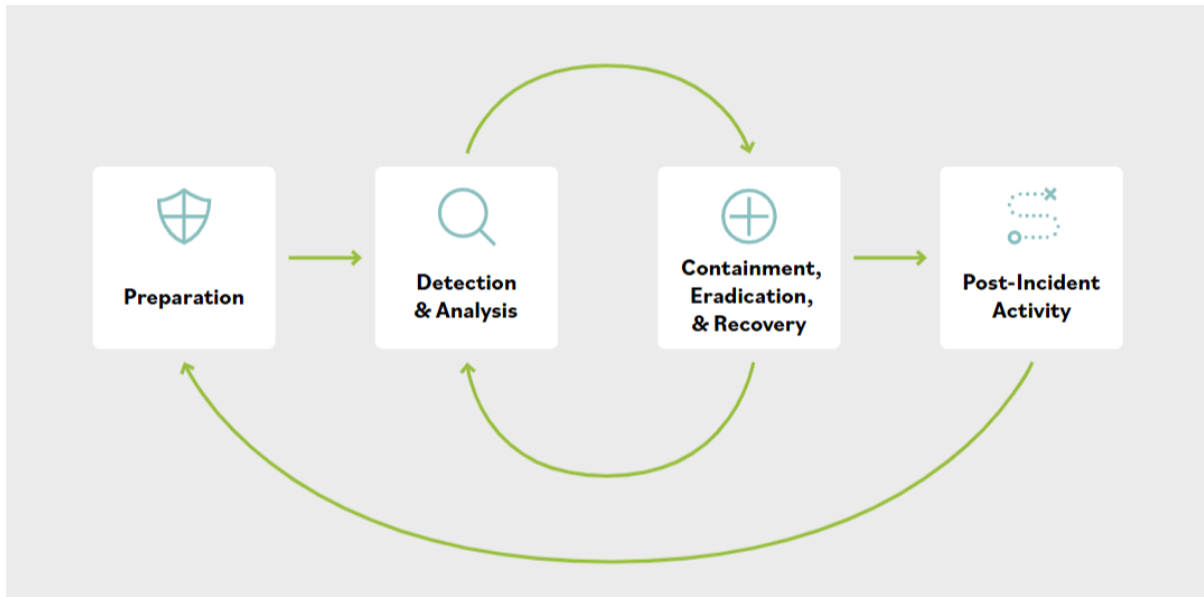 Preparation
Detection
& Analysis
Containment,
Eradication,
& Recovery
Post-Incident
Activity